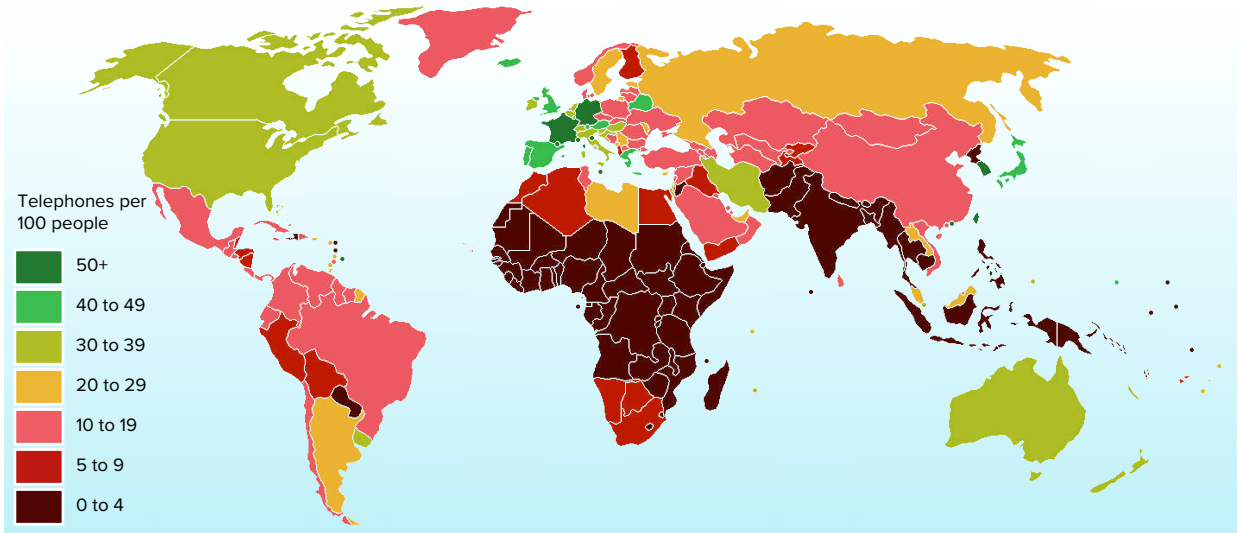 Telephones per
100 people
50+
40 to 49
30 to 39
20 to 29
10 to 19
5 to 9
0 to 4